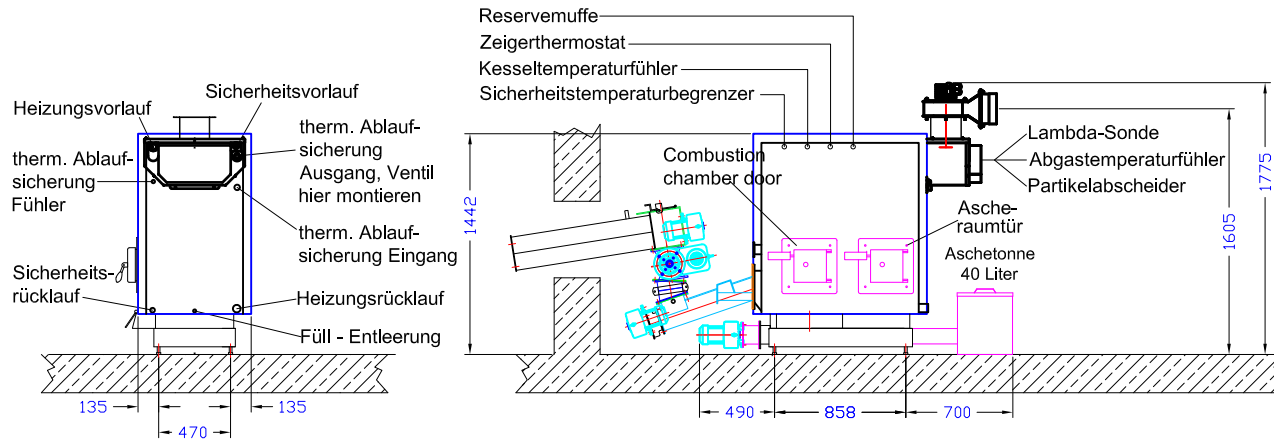 Heizungsvorlauf
Sicherheitsvorlauf
therm. Ablauf-
sicherung
Fühler
therm. Ablauf-
sicherung
Ausgang, Ventil
hier montieren
therm. Ablauf-
sicherung Eingang
Sicherheits-
rücklauf
Heizungsrücklauf
Füll - Entleerung
135
135
470
Reservemuffe
Zeigerthermostat
Kesseltemperaturfühler
Sicherheitstemperaturbegrenzer
Combustion
chamber door
Lambda-Sonde
Abgastemperaturfühler
Partikelabscheider
Asche-
raumtür
Aschetonne
40 Liter
1442
1605
1775
490
858
700